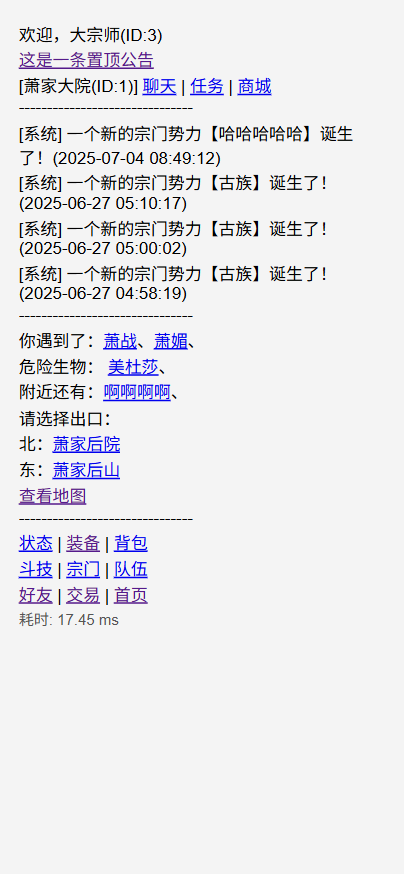 欢迎，大宗师(ID:3)
这是一条置顶公告
[萧家大院(ID:1)] 聊天 | 任务 | 商城
-------------------------------
[系统] 一个新的宗门势力【哈哈哈哈哈】诞生
了！(2025-07-04 08:49:12)
[系统] 一个新的宗门势力【古族】诞生了！
(2025-06-27 05:10:17)
[系统] 一个新的宗门势力【古族】诞生了！
(2025-06-27 05:00:02)
[系统] 一个新的宗门势力【古族】诞生了！
(2025-06-27 04:58:19)
-------------------------------
你遇到了：萧战、萧媚、
危险生物： 美杜莎、
附近还有：啊啊啊啊、
请选择出口：
北：萧家后院
东：萧家后山
查看地图
-------------------------------
状态 | 装备 | 背包
斗技 | 宗门 | 队伍
好友 | 交易 | 首页
耗时: 17.45 ms